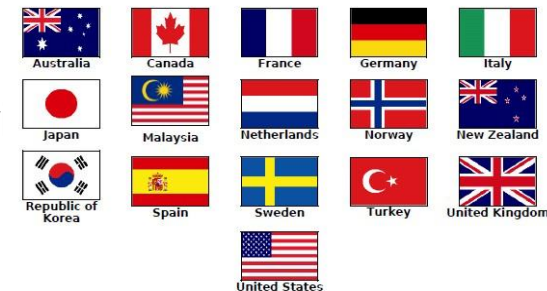 Australia
Canada
France
Germany
Italy
Japan
Malaysia
Netherlands
Norway
New Zealand
Republic of
Korea
Spain
Sweden
Turkey
United Kingdom
United States